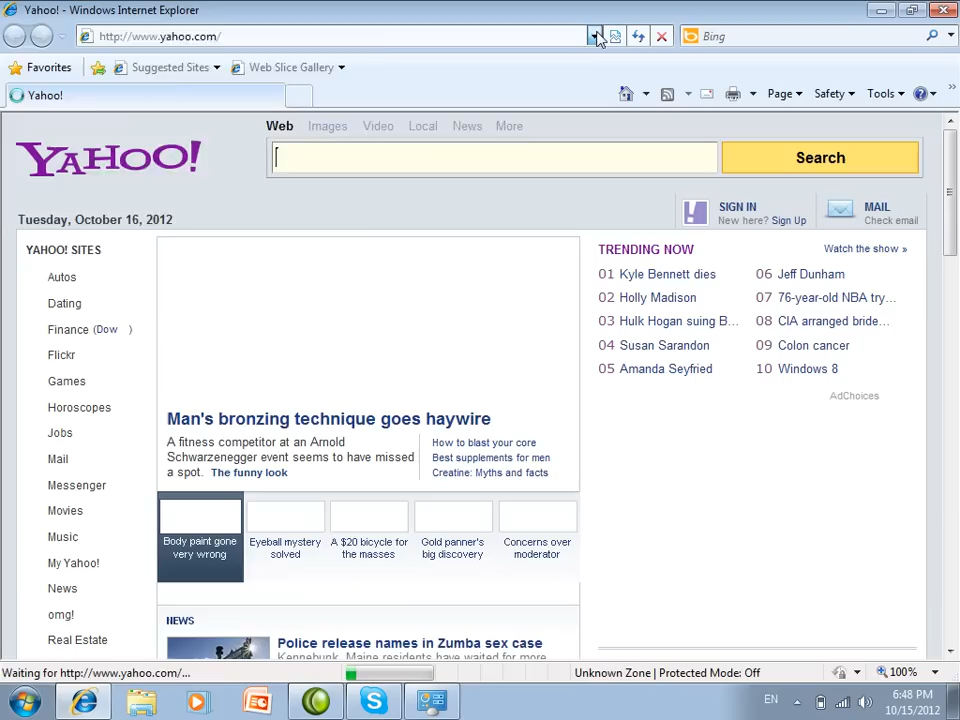 Yahoo! - Windows Internet Explorer
http://www.yahoo.com/
Bing
Favorites Suggested Sites Web Slice Gallery
Yahoo!
Page Safety Tools
Web Images Video Local News More
YAHOO!
Search
Tuesday, October 16, 2012
SIGN IN
New here? Sign Up
MAIL
Check email
YAHOO! SITES
Autos
Dating
Finance (Dow )
Flickr
Games
Horoscopes
Jobs
Mail
Messenger
Movies
Music
My Yahoo!
News
omg!
Real Estate
Man's bronzing technique goes haywire
A fitness competitor at an Arnold
Schwarzenegger event seems to have missed
a spot. The funny look
How to blast your core
Best supplements for men
Creatine: Myths and facts
Body paint gone
very wrong
Eyeball mystery
solved
A $20 bicycle for
the masses
Gold panner's
big discovery
Concerns over
moderator
NEWS
Police release names in Zumba sex case
Kennebunk, Maine residents have waited for more
TRENDING NOW
Watch the show »
01 Kyle Bennett dies
02 Holly Madison
03 Hulk Hogan suing B...
04 Susan Sarandon
05 Amanda Seyfried
06 Jeff Dunham
07 76-year-old NBA try...
08 CIA arranged bride...
09 Colon cancer
10 Windows 8
AdChoices
Waiting for http://www.yahoo.com/...
Unknown Zone | Protected Mode: Off
100%
EN
6:48 PM
10/15/2012